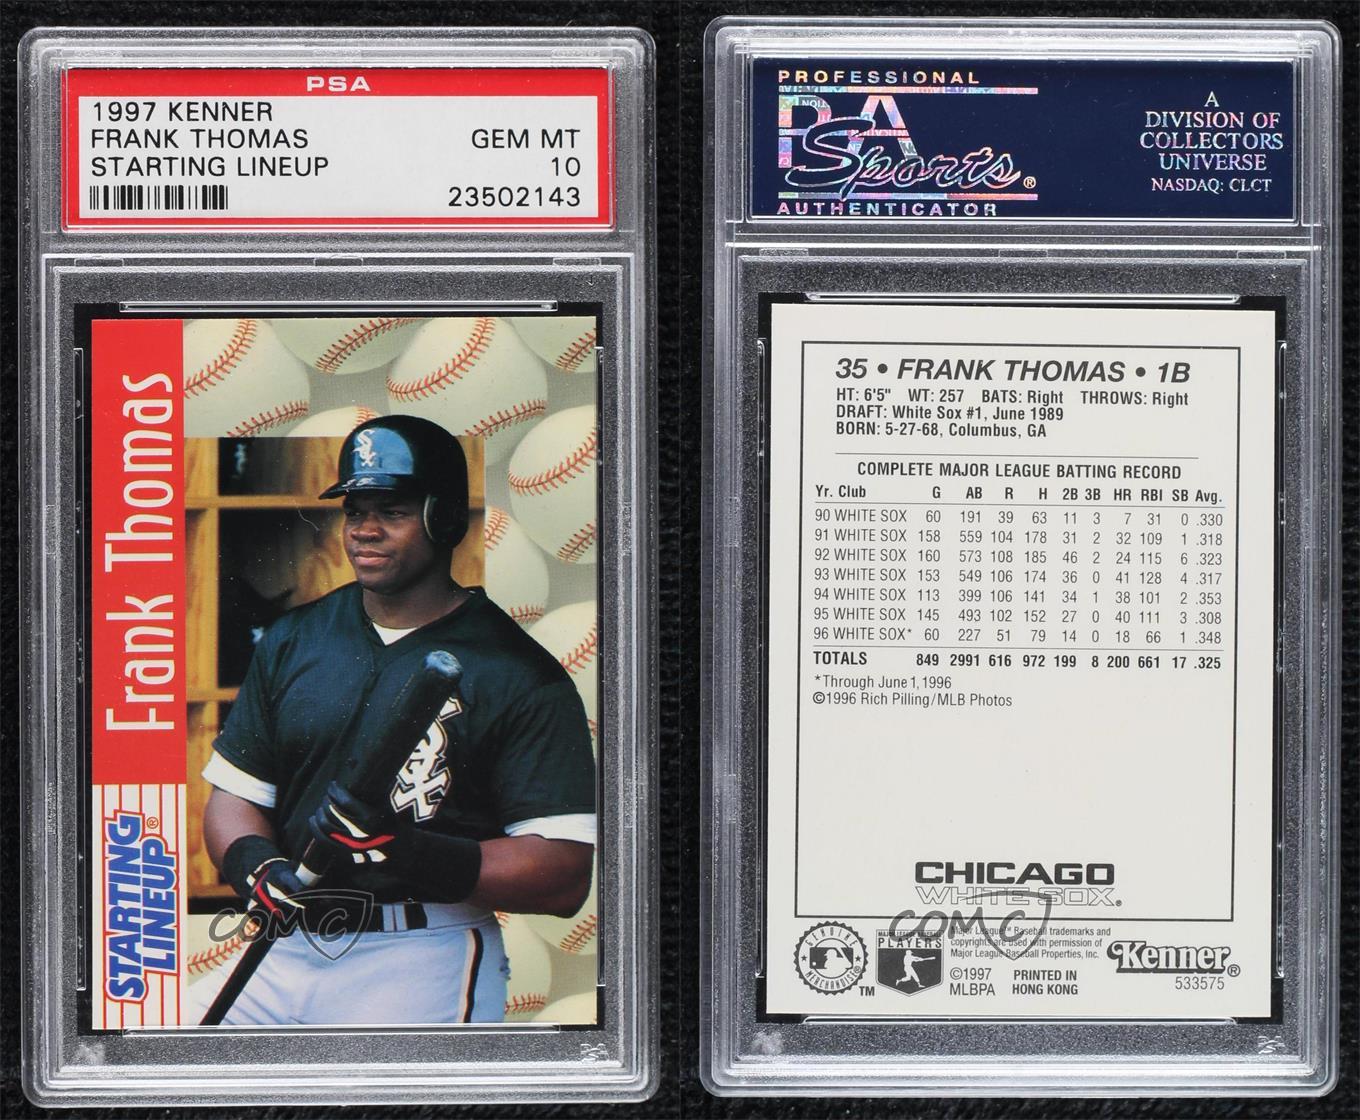 PSA
1997 KENNER
FRANK THOMAS GEM MT
STARTING LINEUP 10
23502143
Frank Thomas
STARTING
LINEUP®
SOX
COMC
PROFESSIONAL
PSA
Sports®
AUTHENTICATOR
A
DIVISION OF
COLLECTORS
UNIVERSE
NASDAQ: CLCT
35 • FRANK THOMAS • 1B
HT: 6'5" WT: 257 BATS: Right THROWS: Right
DRAFT: White Sox #1, June 1989
BORN: 5-27-68, Columbus, GA
COMPLETE MAJOR LEAGUE BATTING RECORD
Yr. Club G AB R H 2B 3B HR RBI SB Avg.
90 WHITE SOX 60 191 39 63 11 3 7 31 0 .330
91 WHITE SOX 158 559 104 178 31 2 32 109 1 .318
92 WHITE SOX 160 573 108 185 46 2 24 115 6 .323
93 WHITE SOX 153 549 106 174 36 0 41 128 4 .317
94 WHITE SOX 113 399 106 141 34 1 38 101 2 .353
95 WHITE SOX 145 493 102 152 27 0 40 111 3 .308
96 WHITE SOX* 60 227 51 79 14 0 18 66 1 .348
TOTALS 849 2991 616 972 199 8 200 661 17 .325
*Through June 1, 1996
©1996 Rich Pilling/MLB Photos
CHICAGO
WHITE SOX®
COMC
GENUINE
MERCHANDISE®
TM
MAJOR LEAGUE BASEBALL
PLAYERS
Major League™ Baseball trademarks and
copyrights are used with permission of
Major League Baseball Properties, Inc.
©1997
MLBPA
PRINTED IN
HONG KONG
Kenner®
533575